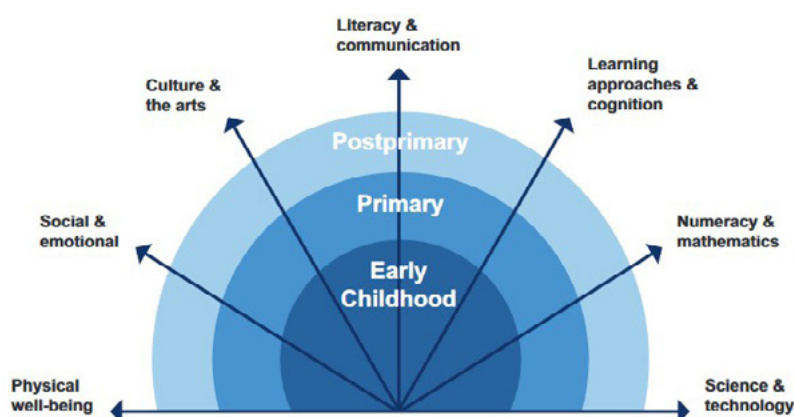 Literacy &
communication
Culture &
the arts
Learning
approaches &
cognition
Postprimary
Primary
Social &
emotional
Numeracy &
mathematics
Early
Childhood
Physical
well-being
Science &
technology